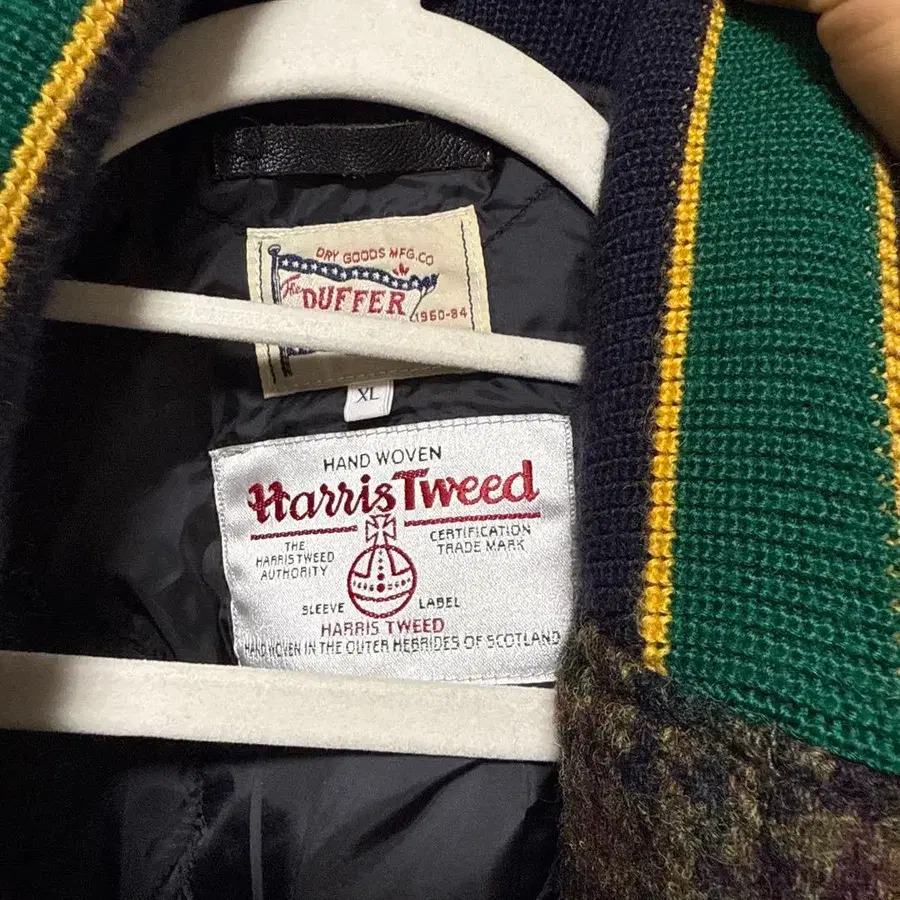 DRY GOODS MFG.CO
The DUFFER
1960-84
XL
HAND WOVEN
Harris Tweed
THE
HARRIS TWEED
AUTHORITY
CERTIFICATION
TRADE MARK
SLEEVE LABEL
HARRIS TWEED
HAND WOVEN IN THE OUTER HEBRIDES OF SCOTLAND